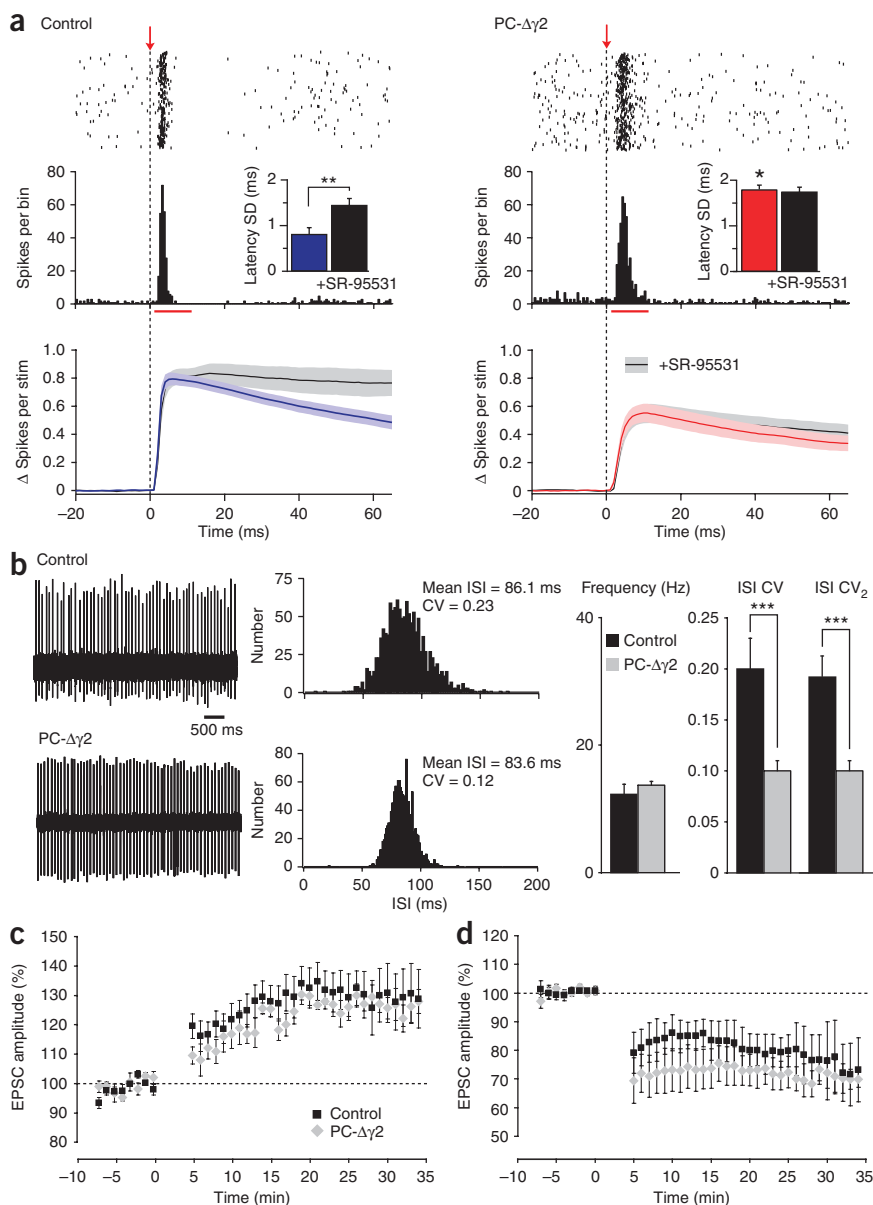 a
Control
PC-Δγ2
80
60
40
20
0
Spikes per bin
Latency SD (ms)
2
1
0
**
+SR-95531
80
60
40
20
0
Spikes per bin
Latency SD (ms)
2
1
0
*
+SR-95531
1.0
0.8
0.6
0.4
0.2
0
Δ Spikes per stim
−20 0 20 40 60
Time (ms)
1.0
0.8
0.6
0.4
0.2
0
Δ Spikes per stim
+SR-95531
−20 0 20 40 60
Time (ms)
b
Control
500 ms
PC-Δγ2
75
50
25
0
Number
Mean ISI = 86.1 ms
CV = 0.23
80
60
40
20
0
Number
Mean ISI = 83.6 ms
CV = 0.12
0 50 100 150 200
ISI (ms)
Frequency (Hz)
40
20
0
Control
PC-Δγ2
ISI CV
ISI CV2
0.25
0.20
0.15
0.10
0.05
0
***
***
c
150
140
130
120
110
100
90
80
EPSC amplitude (%)
Control
PC-Δγ2
−10 −5 0 5 10 15 20 25 30 35
Time (min)
d
120
110
100
90
80
70
60
50
EPSC amplitude (%)
−10 −5 0 5 10 15 20 25 30 35
Time (min)